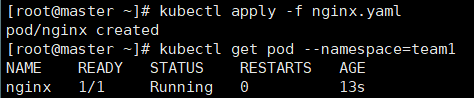 [root@master ~]# kubectl apply -f nginx.yaml
pod/nginx created
[root@master ~]# kubectl get pod --namespace=team1
NAME    READY   STATUS    RESTARTS   AGE
nginx   1/1     Running   0          13s